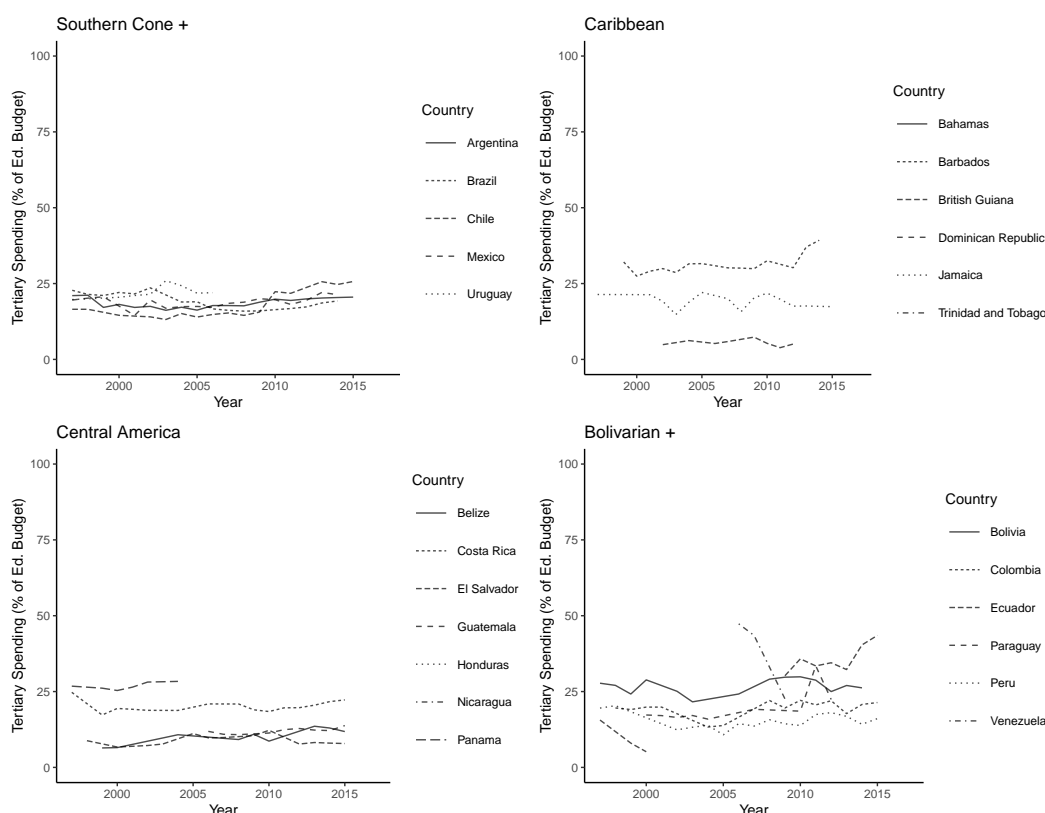 Southern Cone +
Tertiary Spending (% of Ed. Budget)
100
75
50
25
0
2000 2005 2010 2015
Year
Country
Argentina
Brazil
Chile
Mexico
Uruguay
Caribbean
Tertiary Spending (% of Ed. Budget)
100
75
50
25
0
2000 2005 2010 2015
Year
Country
Bahamas
Barbados
British Guiana
Dominican Republic
Jamaica
Trinidad and Tobago
Central America
Tertiary Spending (% of Ed. Budget)
100
75
50
25
0
2000 2005 2010 2015
Year
Country
Belize
Costa Rica
El Salvador
Guatemala
Honduras
Nicaragua
Panama
Bolivarian +
Tertiary Spending (% of Ed. Budget)
100
75
50
25
0
2000 2005 2010 2015
Year
Country
Bolivia
Colombia
Ecuador
Paraguay
Peru
Venezuela